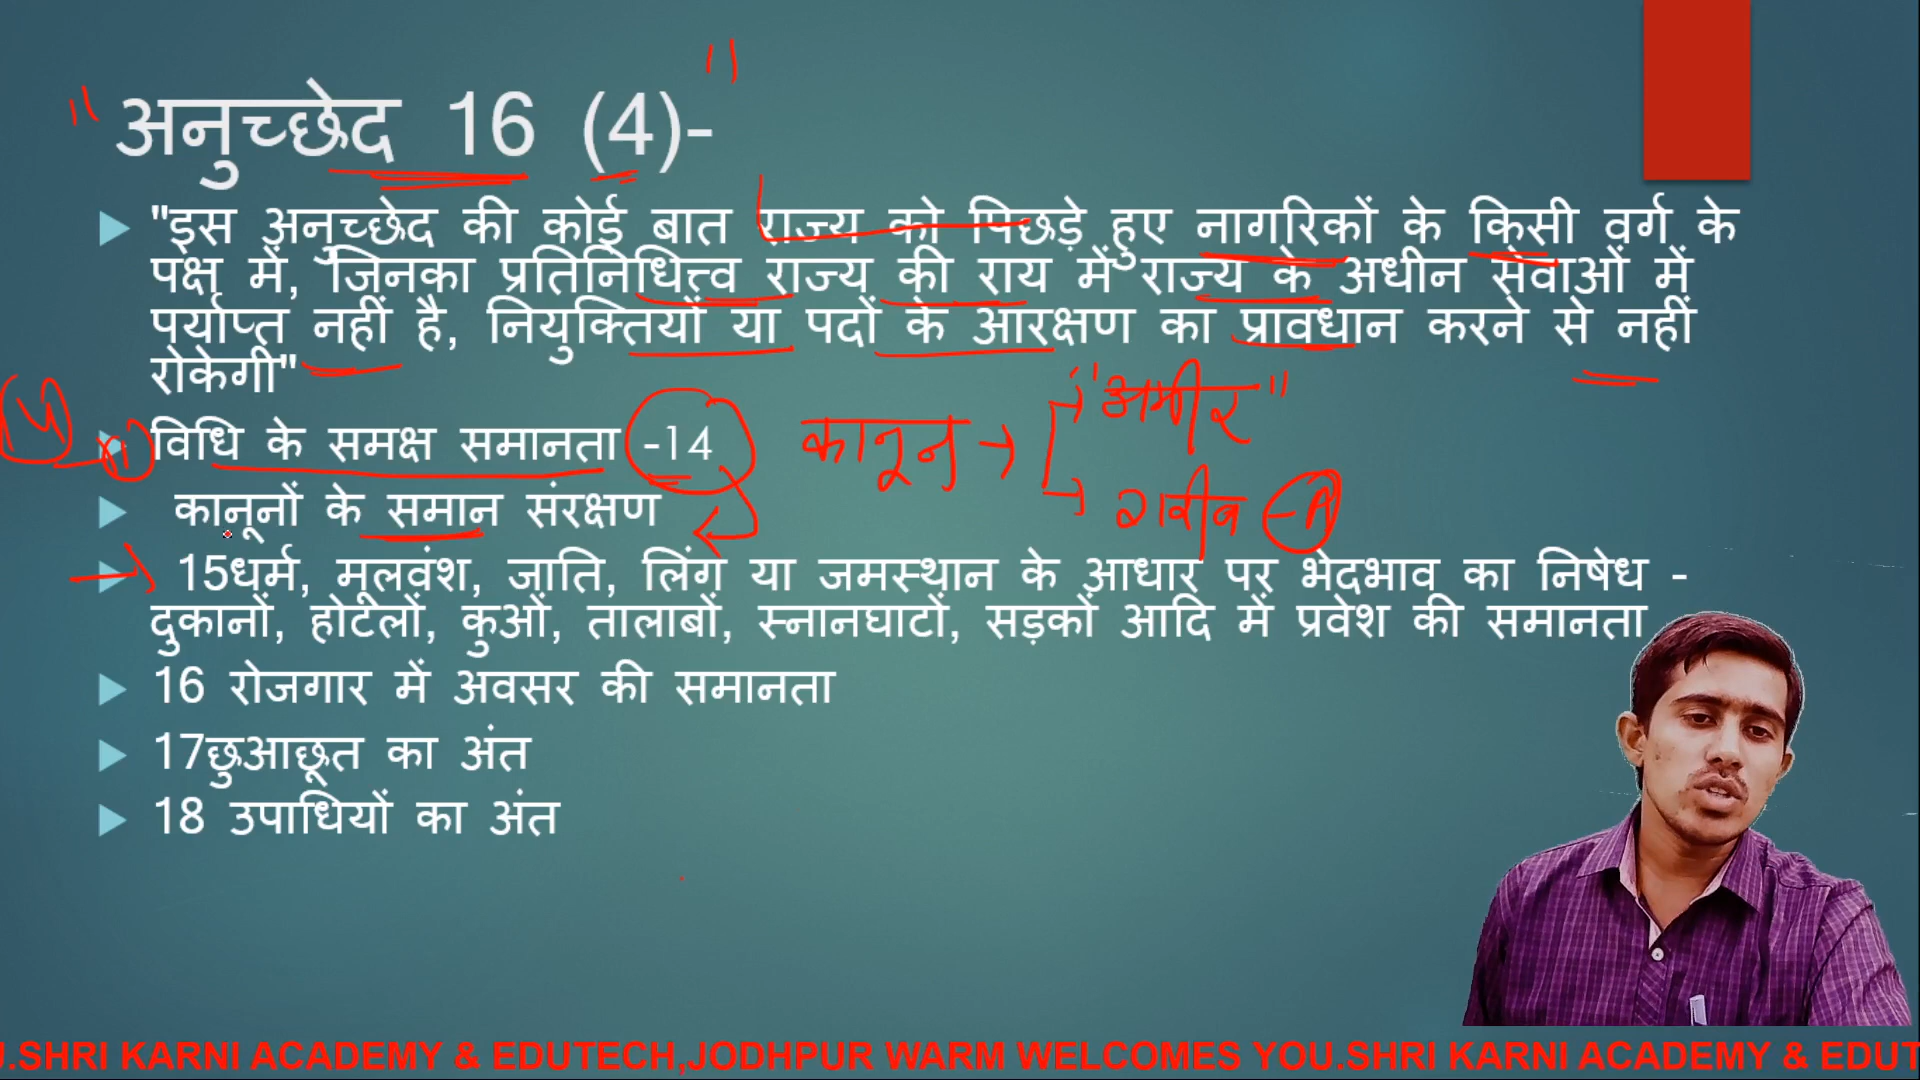 " अनुच्छेद 16 (4)- "
"इस अनुच्छेद की कोई बात राज्य को पिछड़े हुए नागरिकों के किसी वर्ग के
पक्ष में, जिनका प्रतिनिधित्त्व राज्य की राय में राज्य के अधीन सेवाओं में
पर्याप्त नहीं है, नियुक्तियों या पदों के आरक्षण का प्रावधान करने से नहीं
रोकेगी"
विधि के समक्ष समानता -14
कानून → "अमीर"
→ गरीब
कानूनों के समान संरक्षण
15धर्म, मूलवंश, जाति, लिंग या जमस्थान के आधार पर भेदभाव का निषेध -
दुकानों, होटलों, कुओं, तालाबों, स्नानघाटों, सड़कों आदि में प्रवेश की समानता
16 रोजगार में अवसर की समानता
17छुआछूत का अंत
18 उपाधियों का अंत
U.SHRI KARNI ACADEMY & EDUTECH,JODHPUR WARM WELCOMES YOU.SHRI KARNI ACADEMY & EDUT